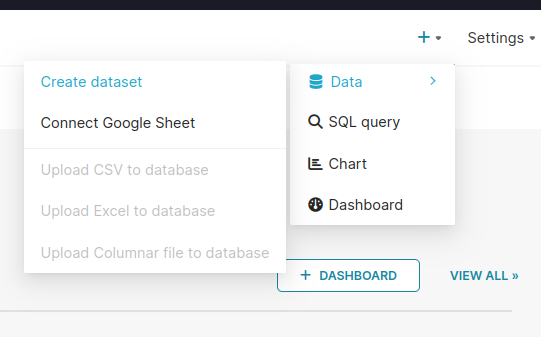 Settings
Create dataset
Connect Google Sheet
Upload CSV to database
Upload Excel to database
Upload Columnar file to database
Data
SQL query
Chart
Dashboard
+ DASHBOARD
VIEW ALL »